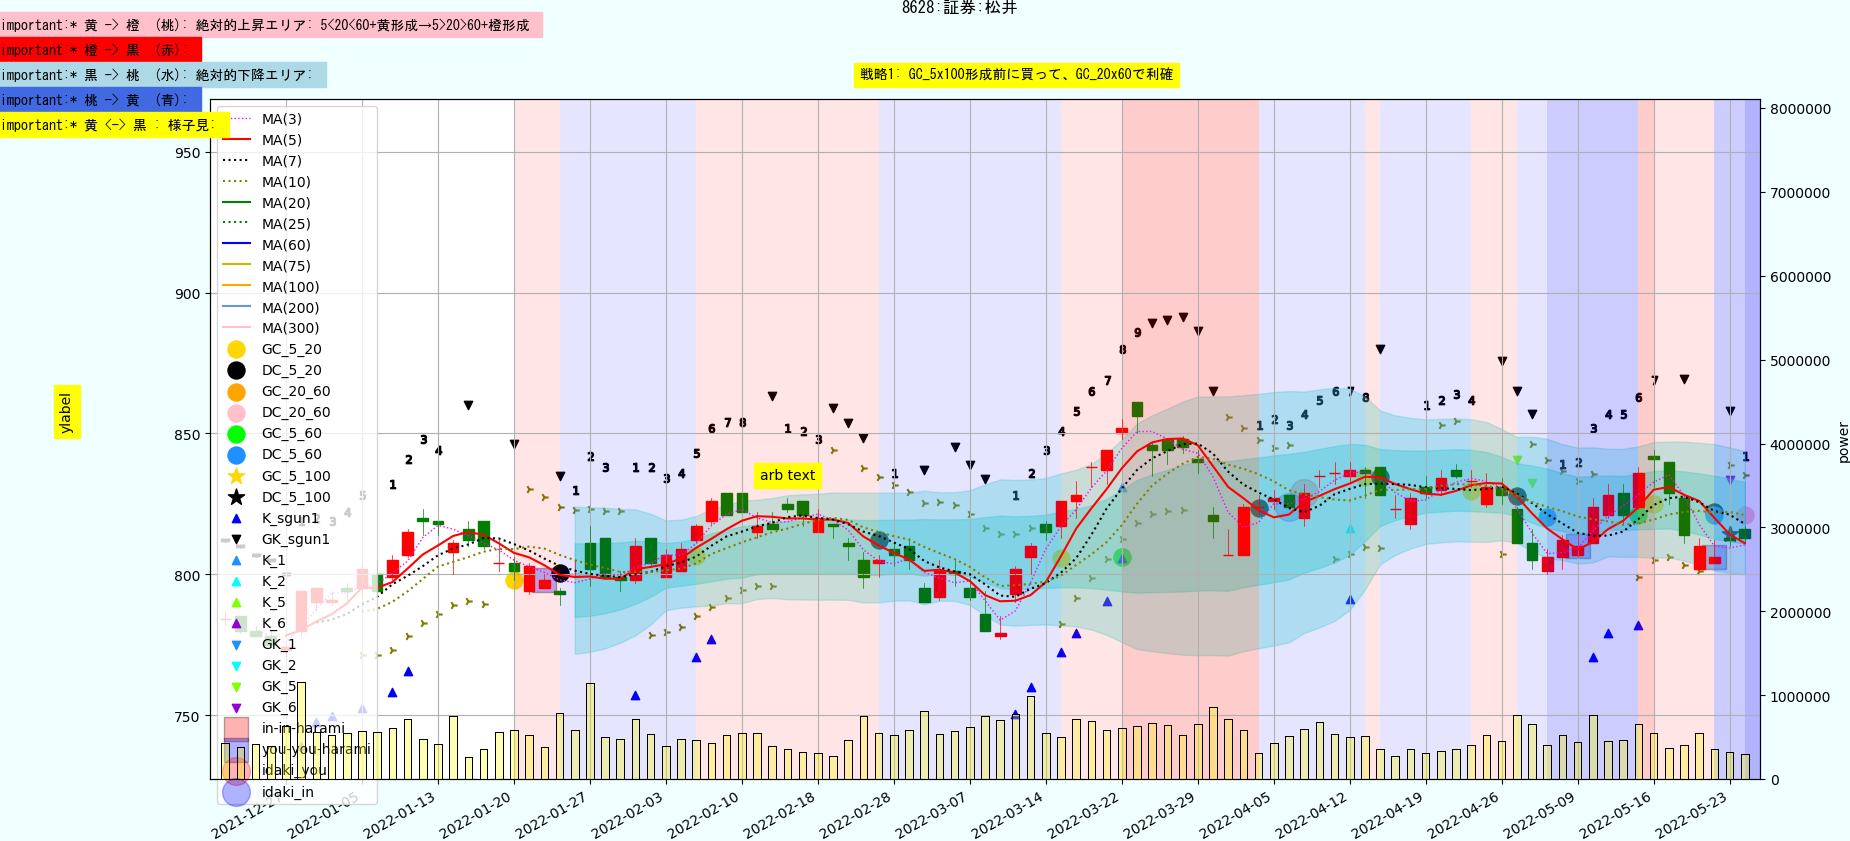 8628:証券:松井
important:* 黄 -> 橙 （桃）: 絶対的上昇エリア: 5<20<60+黄形成→5>20>60+橙形成
important:* 橙 -> 黒 （赤）:
important:* 黒 -> 桃 （水）: 絶対的下降エリア:
戦略1: GC_5x100形成前に買って、GC_20x60で利確
important:* 桃 -> 黄 （青）:
important:* 黄 <-> 黒 : 様子見:
MA(3)
MA(5)
MA(7)
MA(10)
MA(20)
MA(25)
MA(60)
MA(75)
MA(100)
MA(200)
MA(300)
GC_5_20
DC_5_20
GC_20_60
DC_20_60
GC_5_60
DC_5_60
GC_5_100
DC_5_100
K_sgun1
GK_sgun1
K_1
K_2
K_5
K_6
GK_1
GK_2
GK_5
GK_6
in-in-harami
you-you-harami
idaki_you
idaki_in
950
900
850
800
750
ylabel
arb text
8000000
7000000
6000000
5000000
4000000
3000000
2000000
1000000
0
power
2021-12-27
2022-01-05
2022-01-13
2022-01-20
2022-01-27
2022-02-03
2022-02-10
2022-02-18
2022-02-28
2022-03-07
2022-03-14
2022-03-22
2022-03-29
2022-04-05
2022-04-12
2022-04-19
2022-04-26
2022-05-09
2022-05-16
2022-05-23